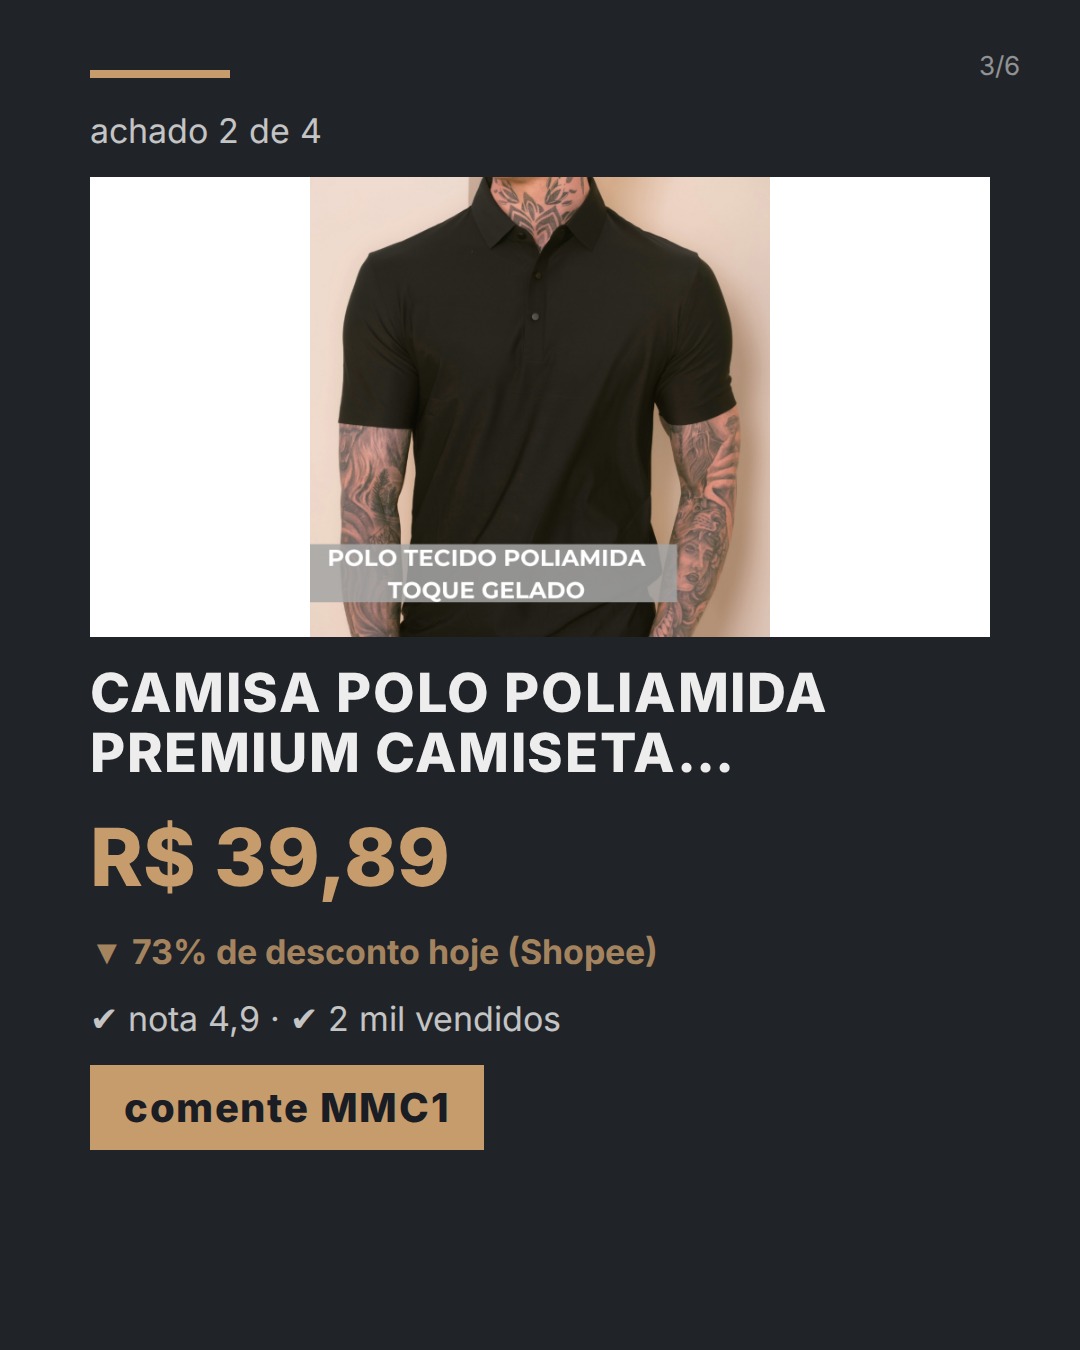 3/6
achado 2 de 4
POLO TECIDO POLIAMIDA
TOQUE GELADO
CAMISA POLO POLIAMIDA
PREMIUM CAMISETA...
R$ 39,89
▼ 73% de desconto hoje (Shopee)
✔ nota 4,9 · ✔ 2 mil vendidos
comente MMC1